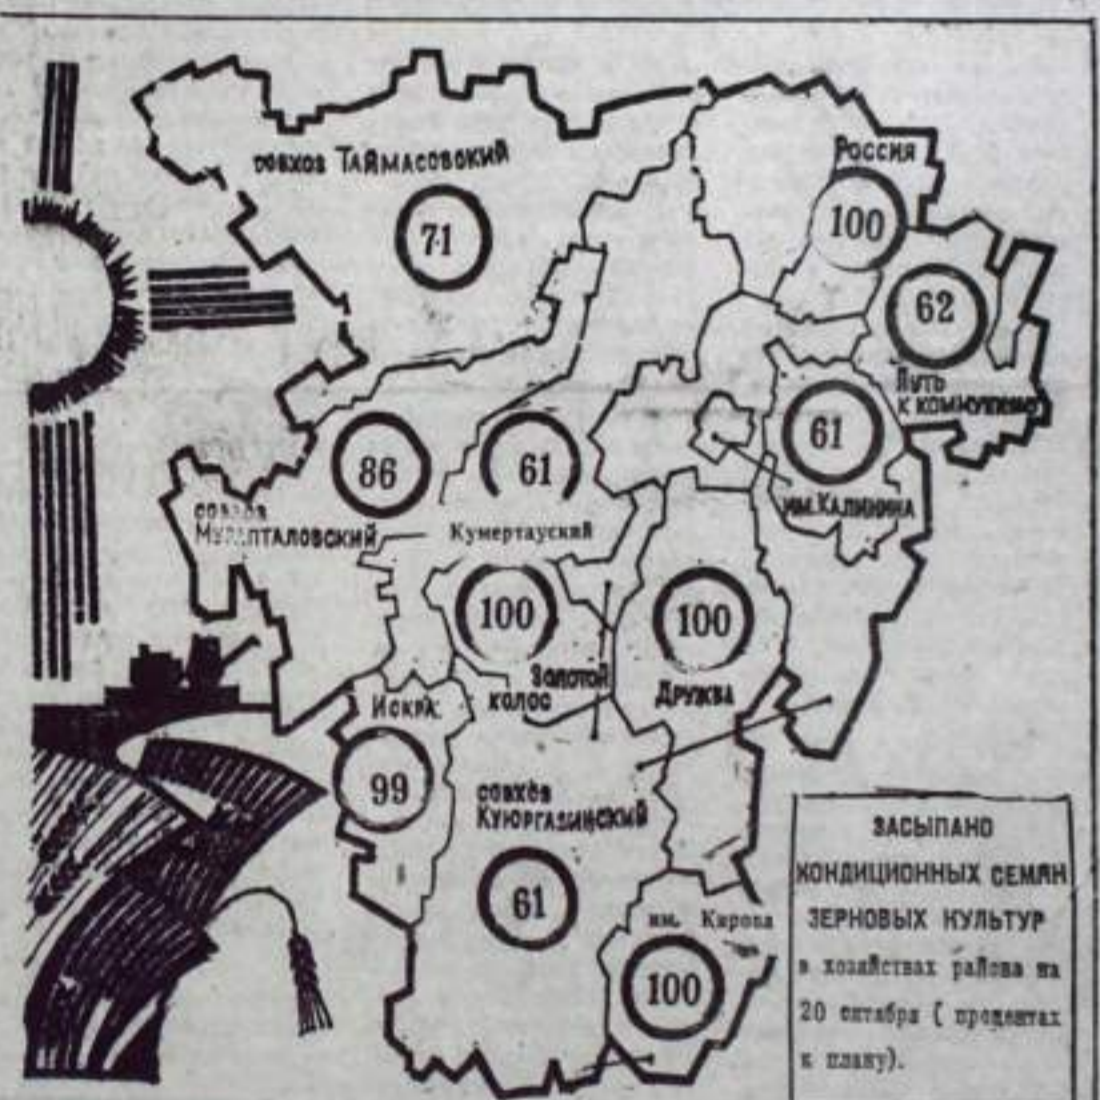 совхоз ТАЙМАСОВСКИЙ
71
РОССИЯ
100
62
ПУТЬ
К КОММУНИЗМУ
86
61
61
совхоз
МУРАПТАЛОВСКИЙ
Кумертауский
ИМ. КАЛИНИНА
100
100
ЗОЛОТОЙ
КОЛОС
ДРУЖБА
ИСКРА
99
совхоз
КУЮРГАЗИНСКИЙ
61
им. Кирова
100
ЗАСЫПАНО
КОНДИЦИОННЫХ СЕМЯН
ЗЕРНОВЫХ КУЛЬТУР
в хозяйствах района на
20 октября ( процентах
к плану).